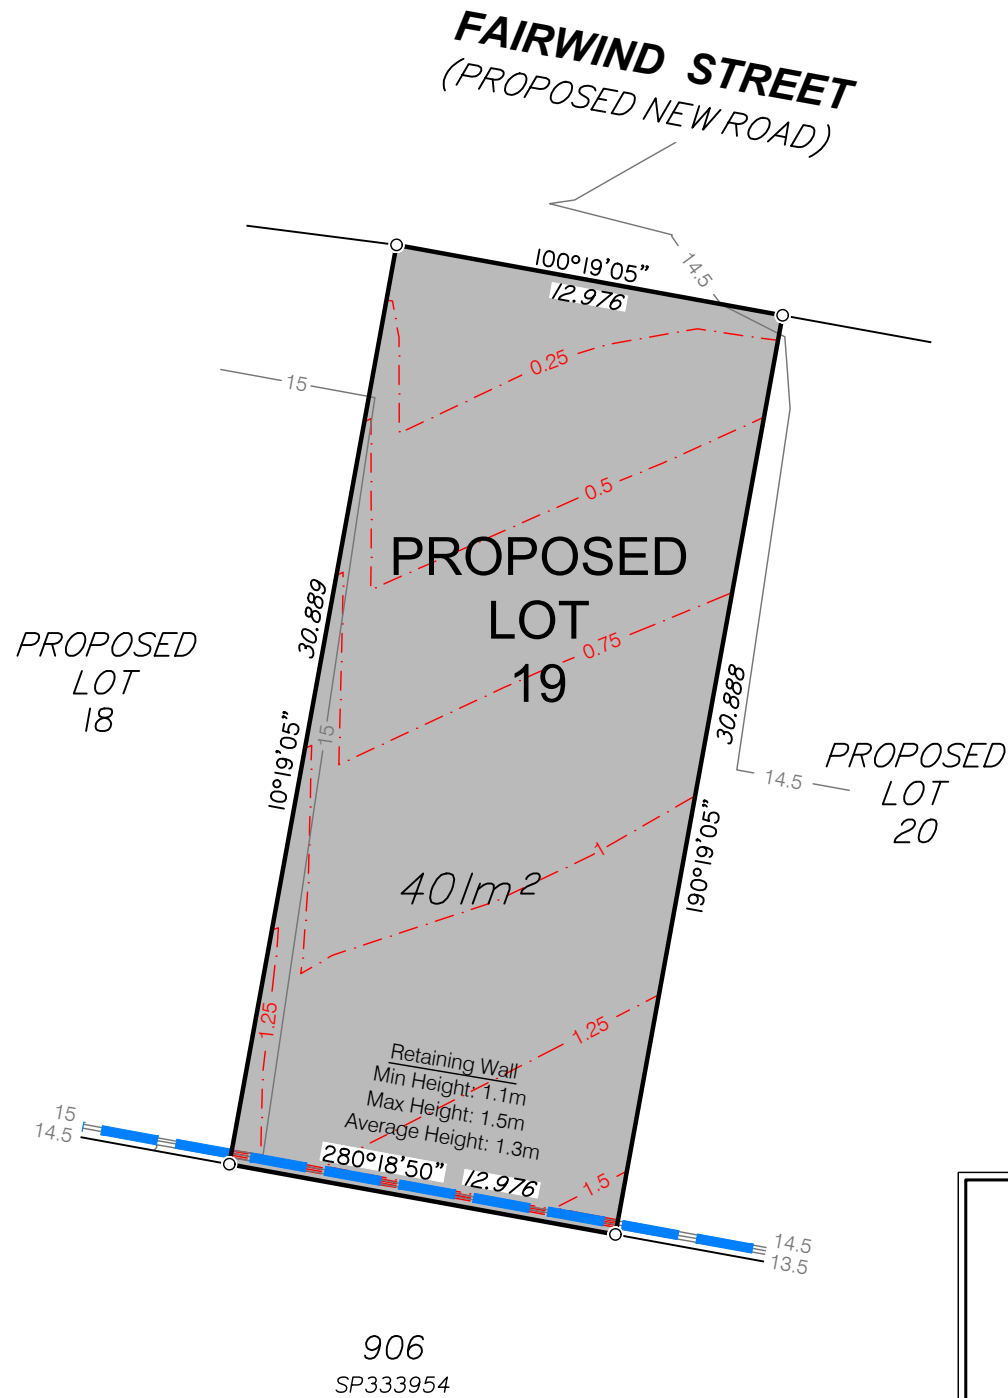 FAIRWIND STREET
(PROPOSED NEW ROAD)
14.5
100°19'05"
12.976
0.25
15
0.5
PROPOSED
LOT
19
30.889
0.75
PROPOSED
LOT
18
30.888
10°19'05"
15
PROPOSED
LOT
20
14.5
190°19'05"
1
401m²
1.25
1.25
Retaining Wall
Min Height: 1.1m
Max Height: 1.5m
Average Height: 1.3m
15
14.5
280°18'50"
12.976
1.5
14.5
13.5
906
SP333954